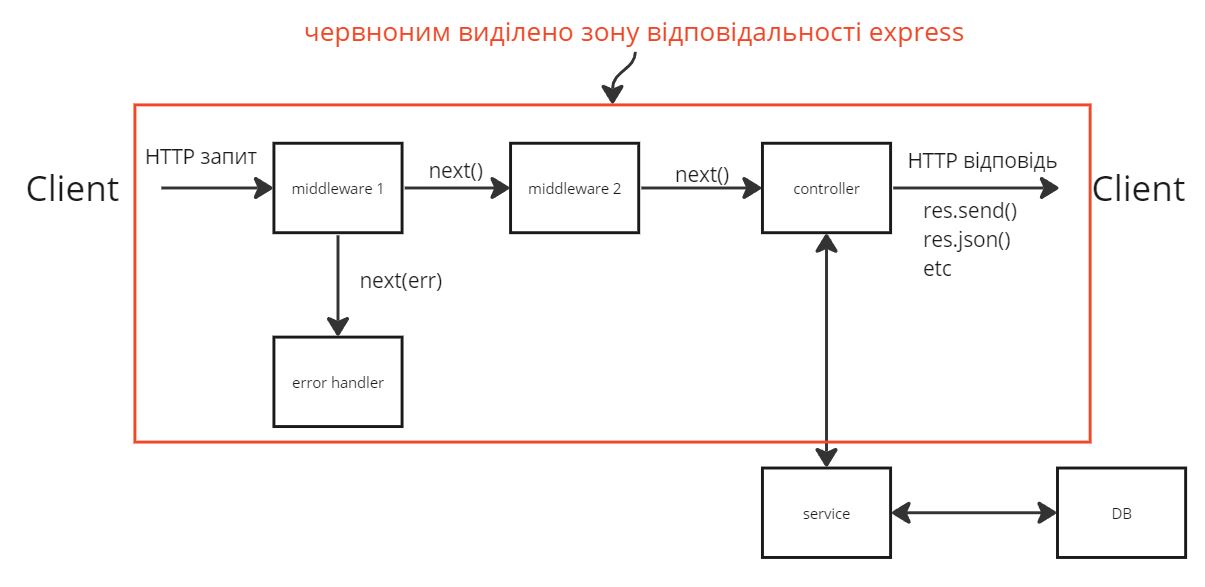 червноним виділено зону відповідальності express
HTTP запит
next()
next()
HTTP відповідь
Client
middleware 1
middleware 2
controller
Client
res.send()
res.json()
etc
next(err)
error handler
service
DB